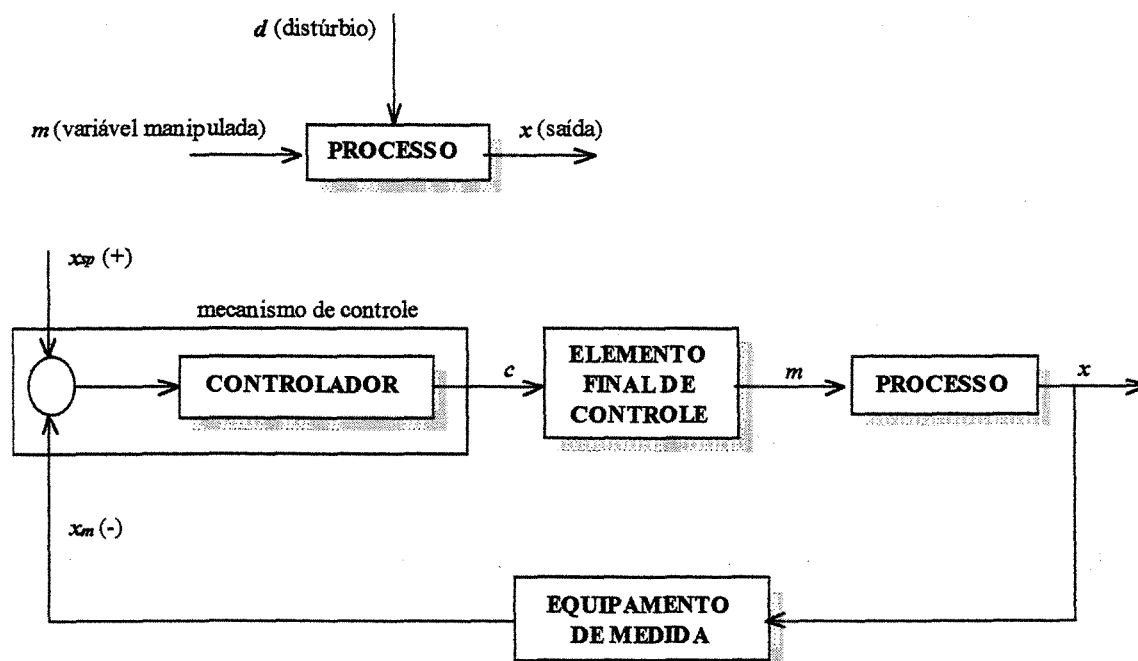 d (distúrbio)
m (variável manipulada)
x (saída)
PROCESSO
xsp (+)
mecanismo de controle
CONTROLADOR
c
ELEMENTO
FINAL DE
CONTROLE
m
PROCESSO
x
xm (-)
EQUIPAMENTO
DE MEDIDA